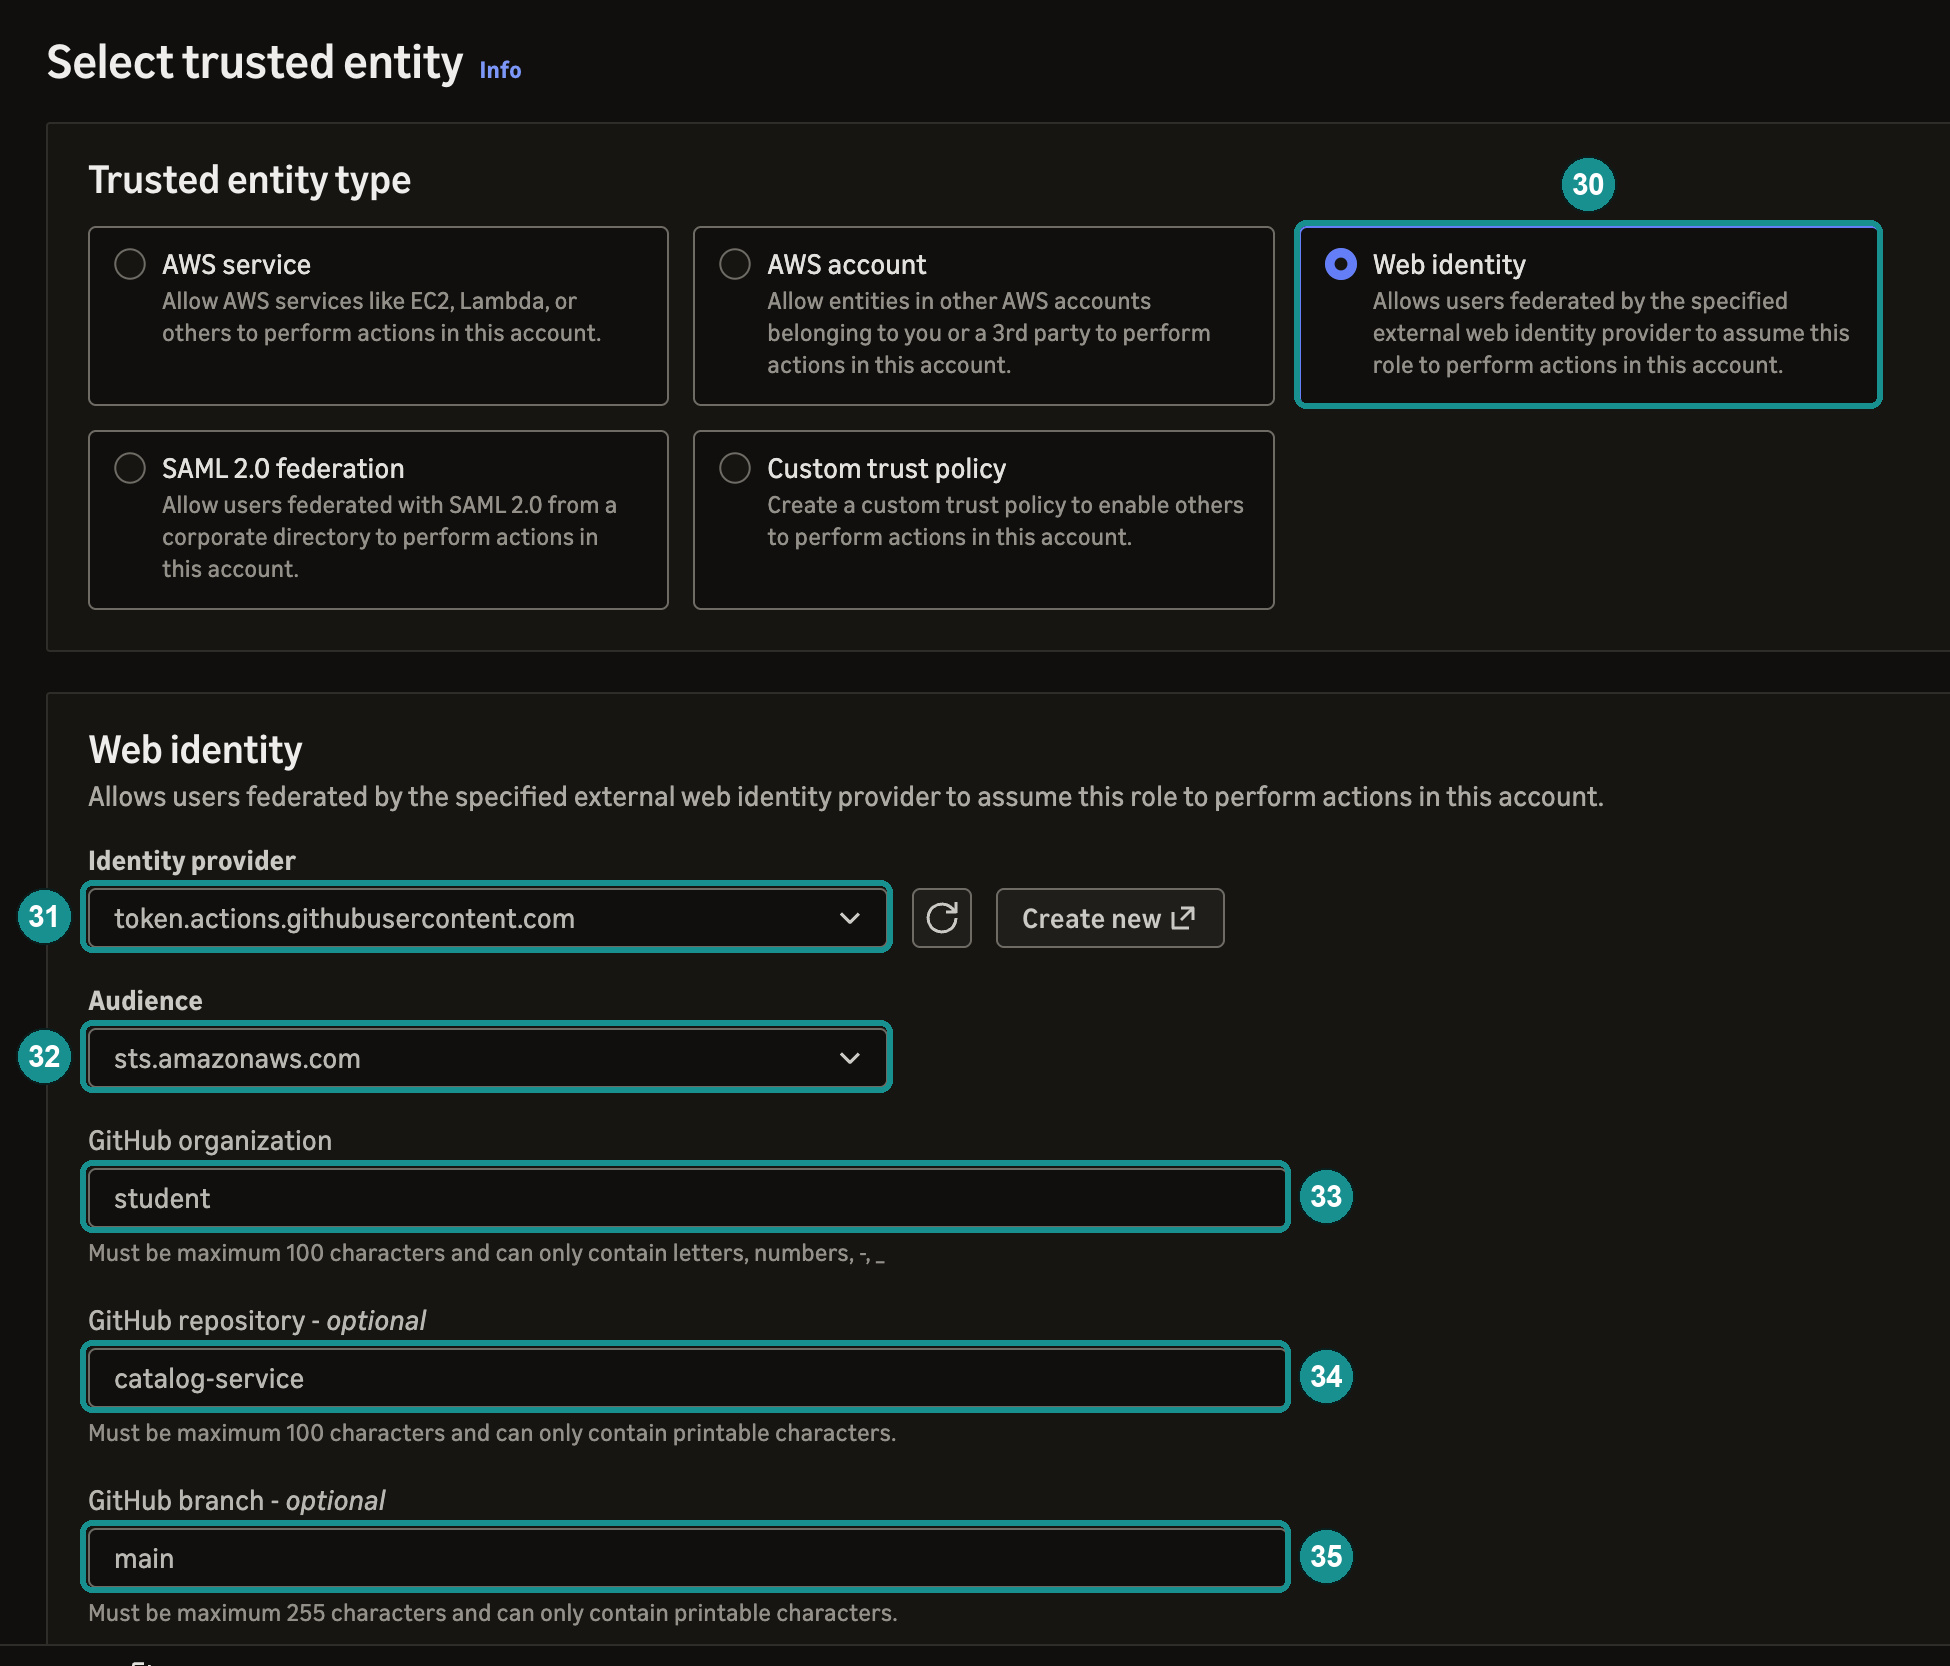 Select trusted entity Info
Trusted entity type
30
AWS service
Allow AWS services like EC2, Lambda, or
others to perform actions in this account.
AWS account
Allow entities in other AWS accounts
belonging to you or a 3rd party to perform
actions in this account.
Web identity
Allows users federated by the specified
external web identity provider to assume this
role to perform actions in this account.
SAML 2.0 federation
Allow users federated with SAML 2.0 from a
corporate directory to perform actions in
this account.
Custom trust policy
Create a custom trust policy to enable others
to perform actions in this account.
Web identity
Allows users federated by the specified external web identity provider to assume this role to perform actions in this account.
Identity provider
31 token.actions.githubusercontent.com Create new
Audience
32 sts.amazonaws.com
GitHub organization
student 33
Must be maximum 100 characters and can only contain letters, numbers, -, _
GitHub repository - optional
catalog-service 34
Must be maximum 100 characters and can only contain printable characters.
GitHub branch - optional
main 35
Must be maximum 255 characters and can only contain printable characters.